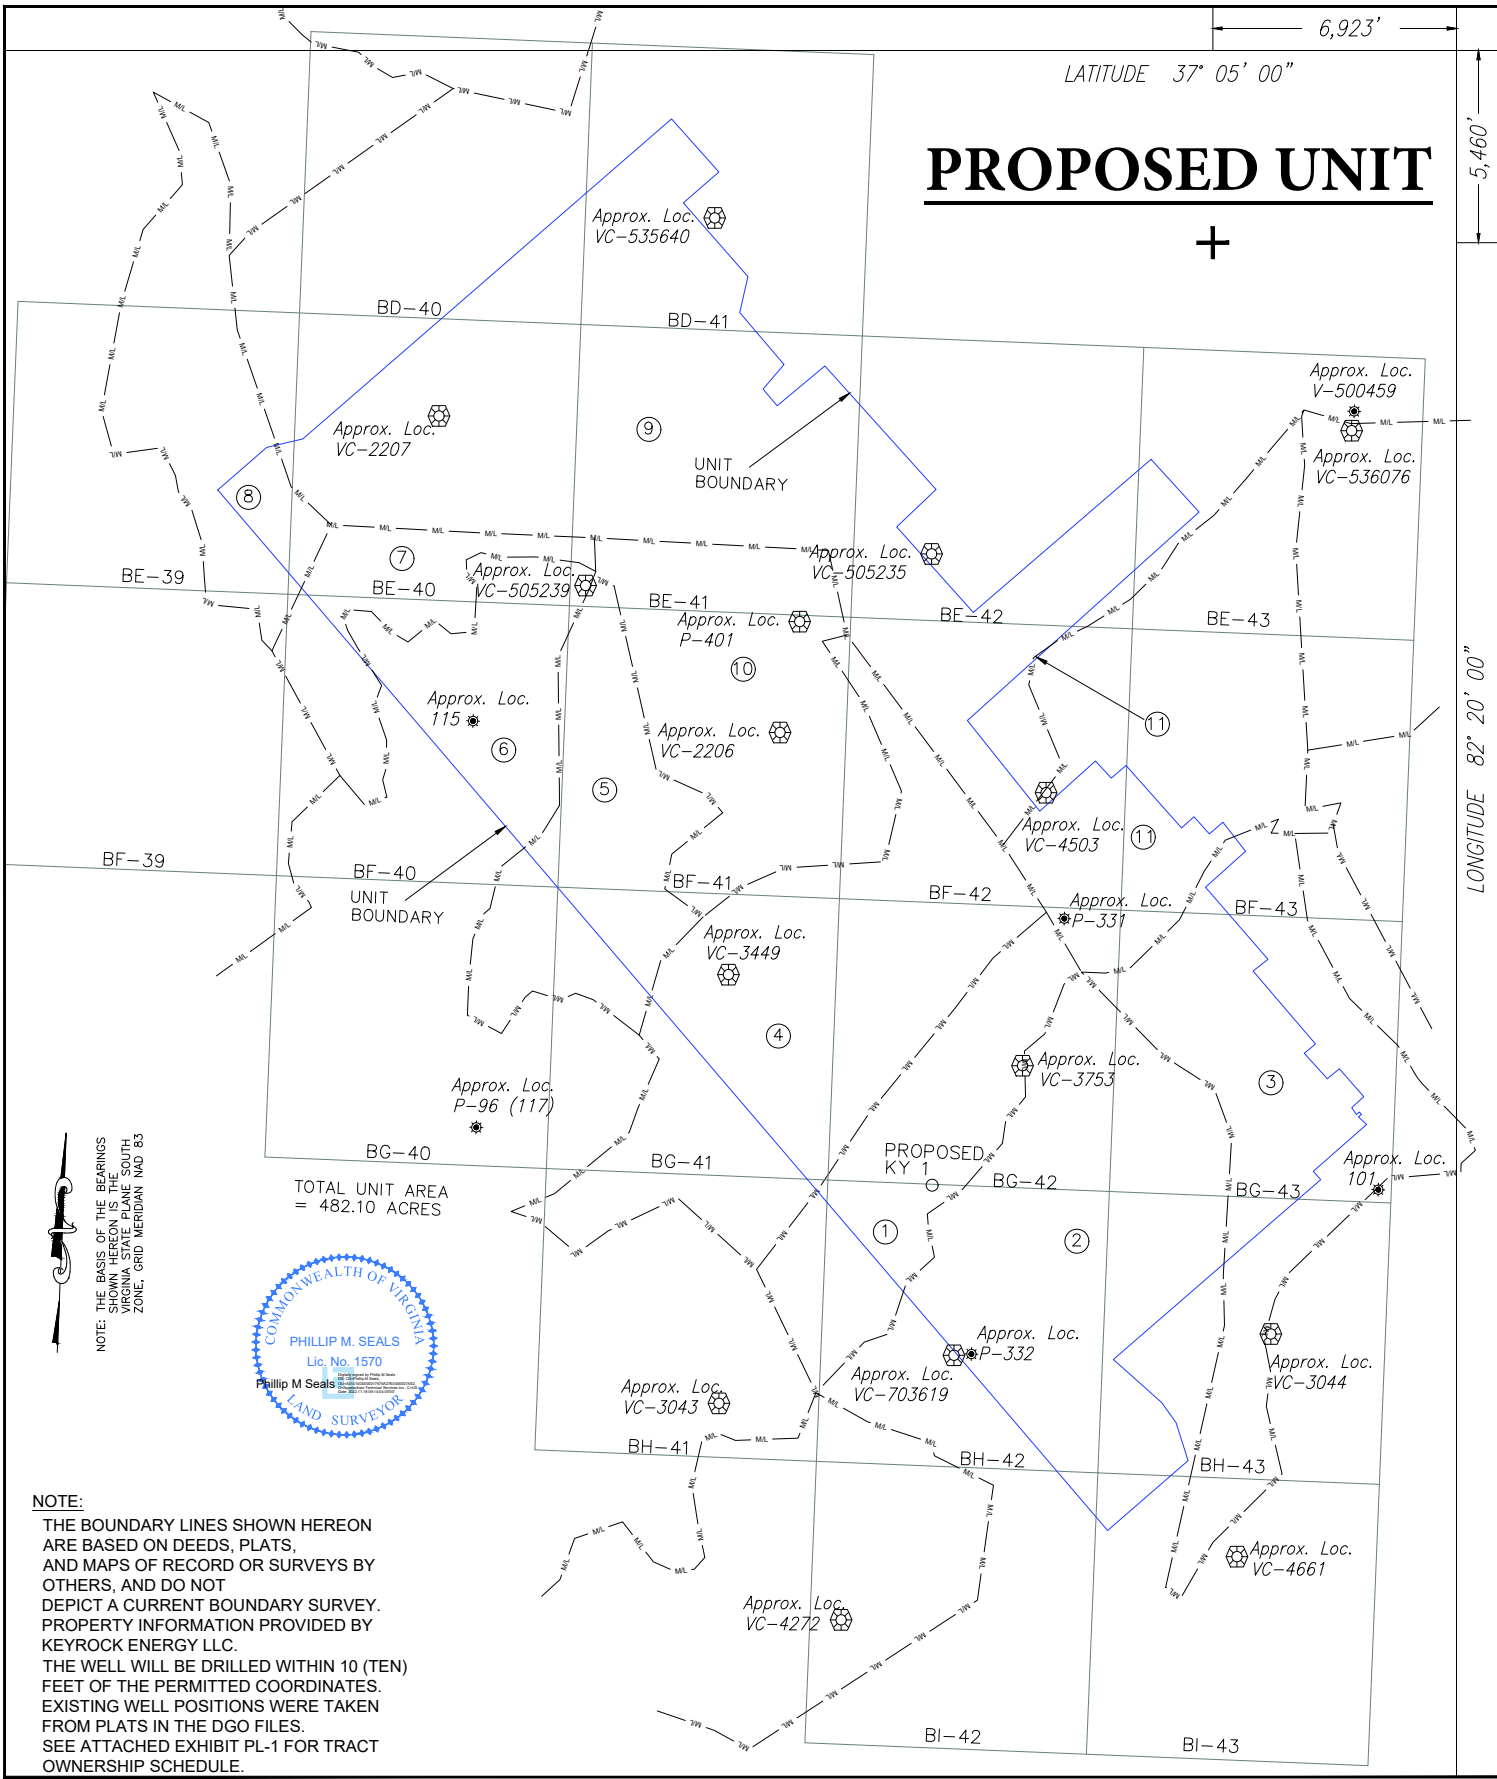 6,923'
LATITUDE 37° 05' 00"
5,460'
PROPOSED UNIT
Approx. Loc.
VC-535640
BD-40
BD-41
Approx. Loc.
V-500459
Approx. Loc.
VC-536076
Approx. Loc.
VC-2207
9
UNIT
BOUNDARY
8
7
Approx. Loc.
VC-505239
Approx. Loc.
VC-505235
BE-39
BE-40
BE-41
BE-42
BE-43
Approx. Loc.
P-401
10
Approx. Loc.
115
6
Approx. Loc.
VC-2206
11
5
LONGITUDE 82° 20' 00"
Approx. Loc.
VC-4503
11
BF-39
BF-40
BF-41
BF-42
BF-43
UNIT
BOUNDARY
Approx. Loc.
P-331
Approx. Loc.
VC-3449
4
Approx. Loc.
VC-3753
3
Approx. Loc.
P-96 (117)
PROPOSED
KY 1
Approx. Loc.
101
BG-40
BG-41
BG-42
BG-43
TOTAL UNIT AREA
= 482.10 ACRES
1
2
NOTE: THE BASIS OF THE BEARINGS
SHOWN HEREON IS THE
VIRGINIA STATE PLANE SOUTH
ZONE, GRID MERIDIAN NAD 83
COMMONWEALTH OF VIRGINIA
PHILLIP M. SEALS
Lic. No. 1570
Phillip M Seals
LAND SURVEYOR
Approx. Loc.
P-332
Approx. Loc.
VC-703619
Approx. Loc.
VC-3044
Approx. Loc.
VC-3043
BH-41
BH-42
BH-43
Approx. Loc.
VC-4661
Approx. Loc.
VC-4272
BI-42
BI-43
NOTE:
THE BOUNDARY LINES SHOWN HEREON
ARE BASED ON DEEDS, PLATS,
AND MAPS OF RECORD OR SURVEYS BY
OTHERS, AND DO NOT
DEPICT A CURRENT BOUNDARY SURVEY.
PROPERTY INFORMATION PROVIDED BY
KEYROCK ENERGY LLC.
THE WELL WILL BE DRILLED WITHIN 10 (TEN)
FEET OF THE PERMITTED COORDINATES.
EXISTING WELL POSITIONS WERE TAKEN
FROM PLATS IN THE DGO FILES.
SEE ATTACHED EXHIBIT PL-1 FOR TRACT
OWNERSHIP SCHEDULE.